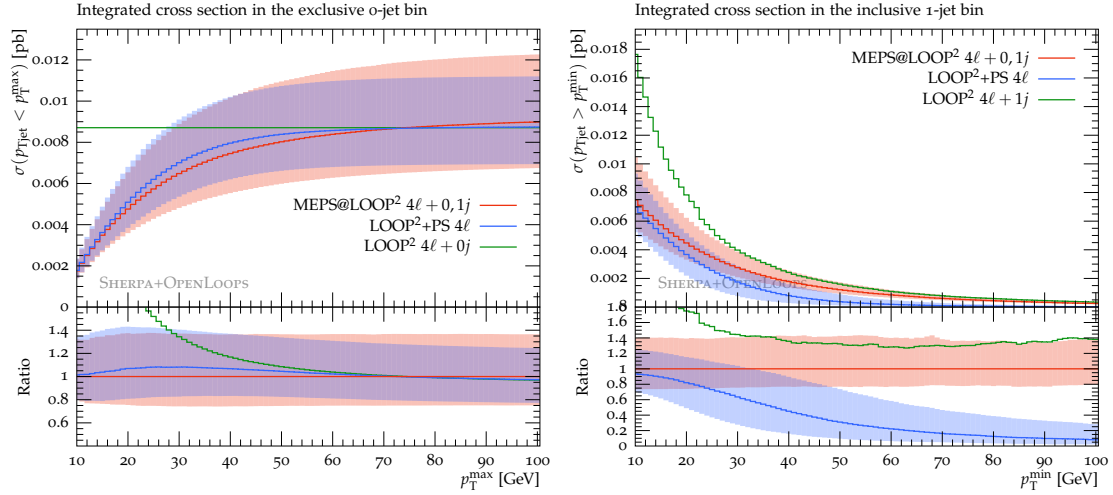 Integrated cross section in the exclusive 0-jet bin
σ(p_Tjet < p_T^max) [pb]
0.012
0.01
0.008
0.006
0.004
0.002
0
MEPS@LOOP² 4ℓ + 0, 1j
LOOP²+PS 4ℓ
LOOP² 4ℓ + 0j
SHERPA+OPENLOOPS
Ratio
1.4
1.2
1
0.8
0.6
10 20 30 40 50 60 70 80 90 100
p_T^max [GeV]
Integrated cross section in the inclusive 1-jet bin
σ(p_Tjet > p_T^min) [pb]
0.018
0.016
0.014
0.012
0.01
0.008
0.006
0.004
0.002
MEPS@LOOP² 4ℓ + 0, 1j
LOOP²+PS 4ℓ
LOOP² 4ℓ + 1j
SHERPA+OPENLOOPS
Ratio
1.6
1.4
1.2
1
0.8
0.6
0.4
0.2
0
10 20 30 40 50 60 70 80 90 100
p_T^min [GeV]